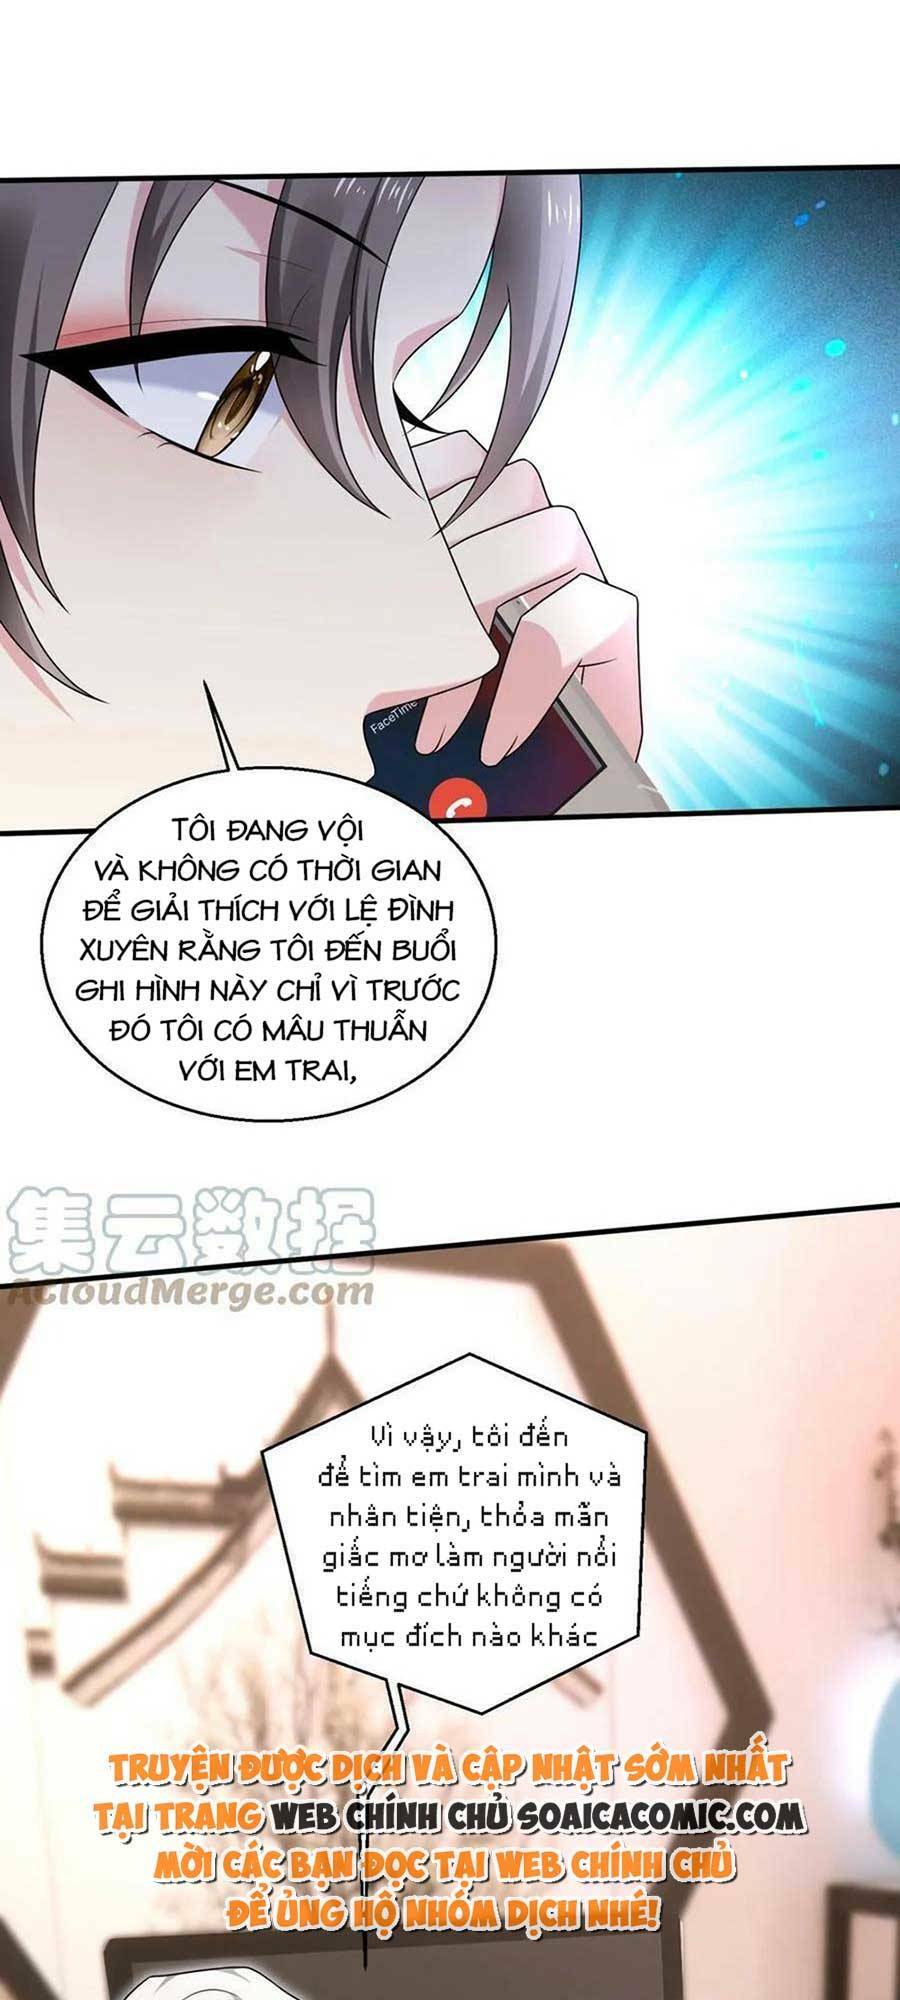 FaceTime
TÔI ĐANG VỘI
VÀ KHÔNG CÓ THỜI GIAN
ĐỂ GIẢI THÍCH VỚI LỆ ĐÌNH
XUYÊN RẰNG TÔI ĐẾN BUỔI
GHI HÌNH NÀY CHỈ VÌ TRƯỚC
ĐÓ TÔI CÓ MÂU THUẪN
VỚI EM TRAI,
集云数据
AcloudMerge.com
Vì vậy, tôi đến
để tìm em trai mình và
nhân tiện, thỏa mãn
giấc mơ làm người nổi
tiếng chứ không có
mục đích nào khác
TRUYỆN ĐƯỢC DỊCH VÀ CẬP NHẬT SỚM NHẤT
TẠI TRANG WEB CHÍNH CHỦ SOAICACOMIC.COM
MỜI CÁC BẠN ĐỌC TẠI WEB CHÍNH CHỦ
ĐỂ ỦNG HỘ NHÓM DỊCH NHÉ!